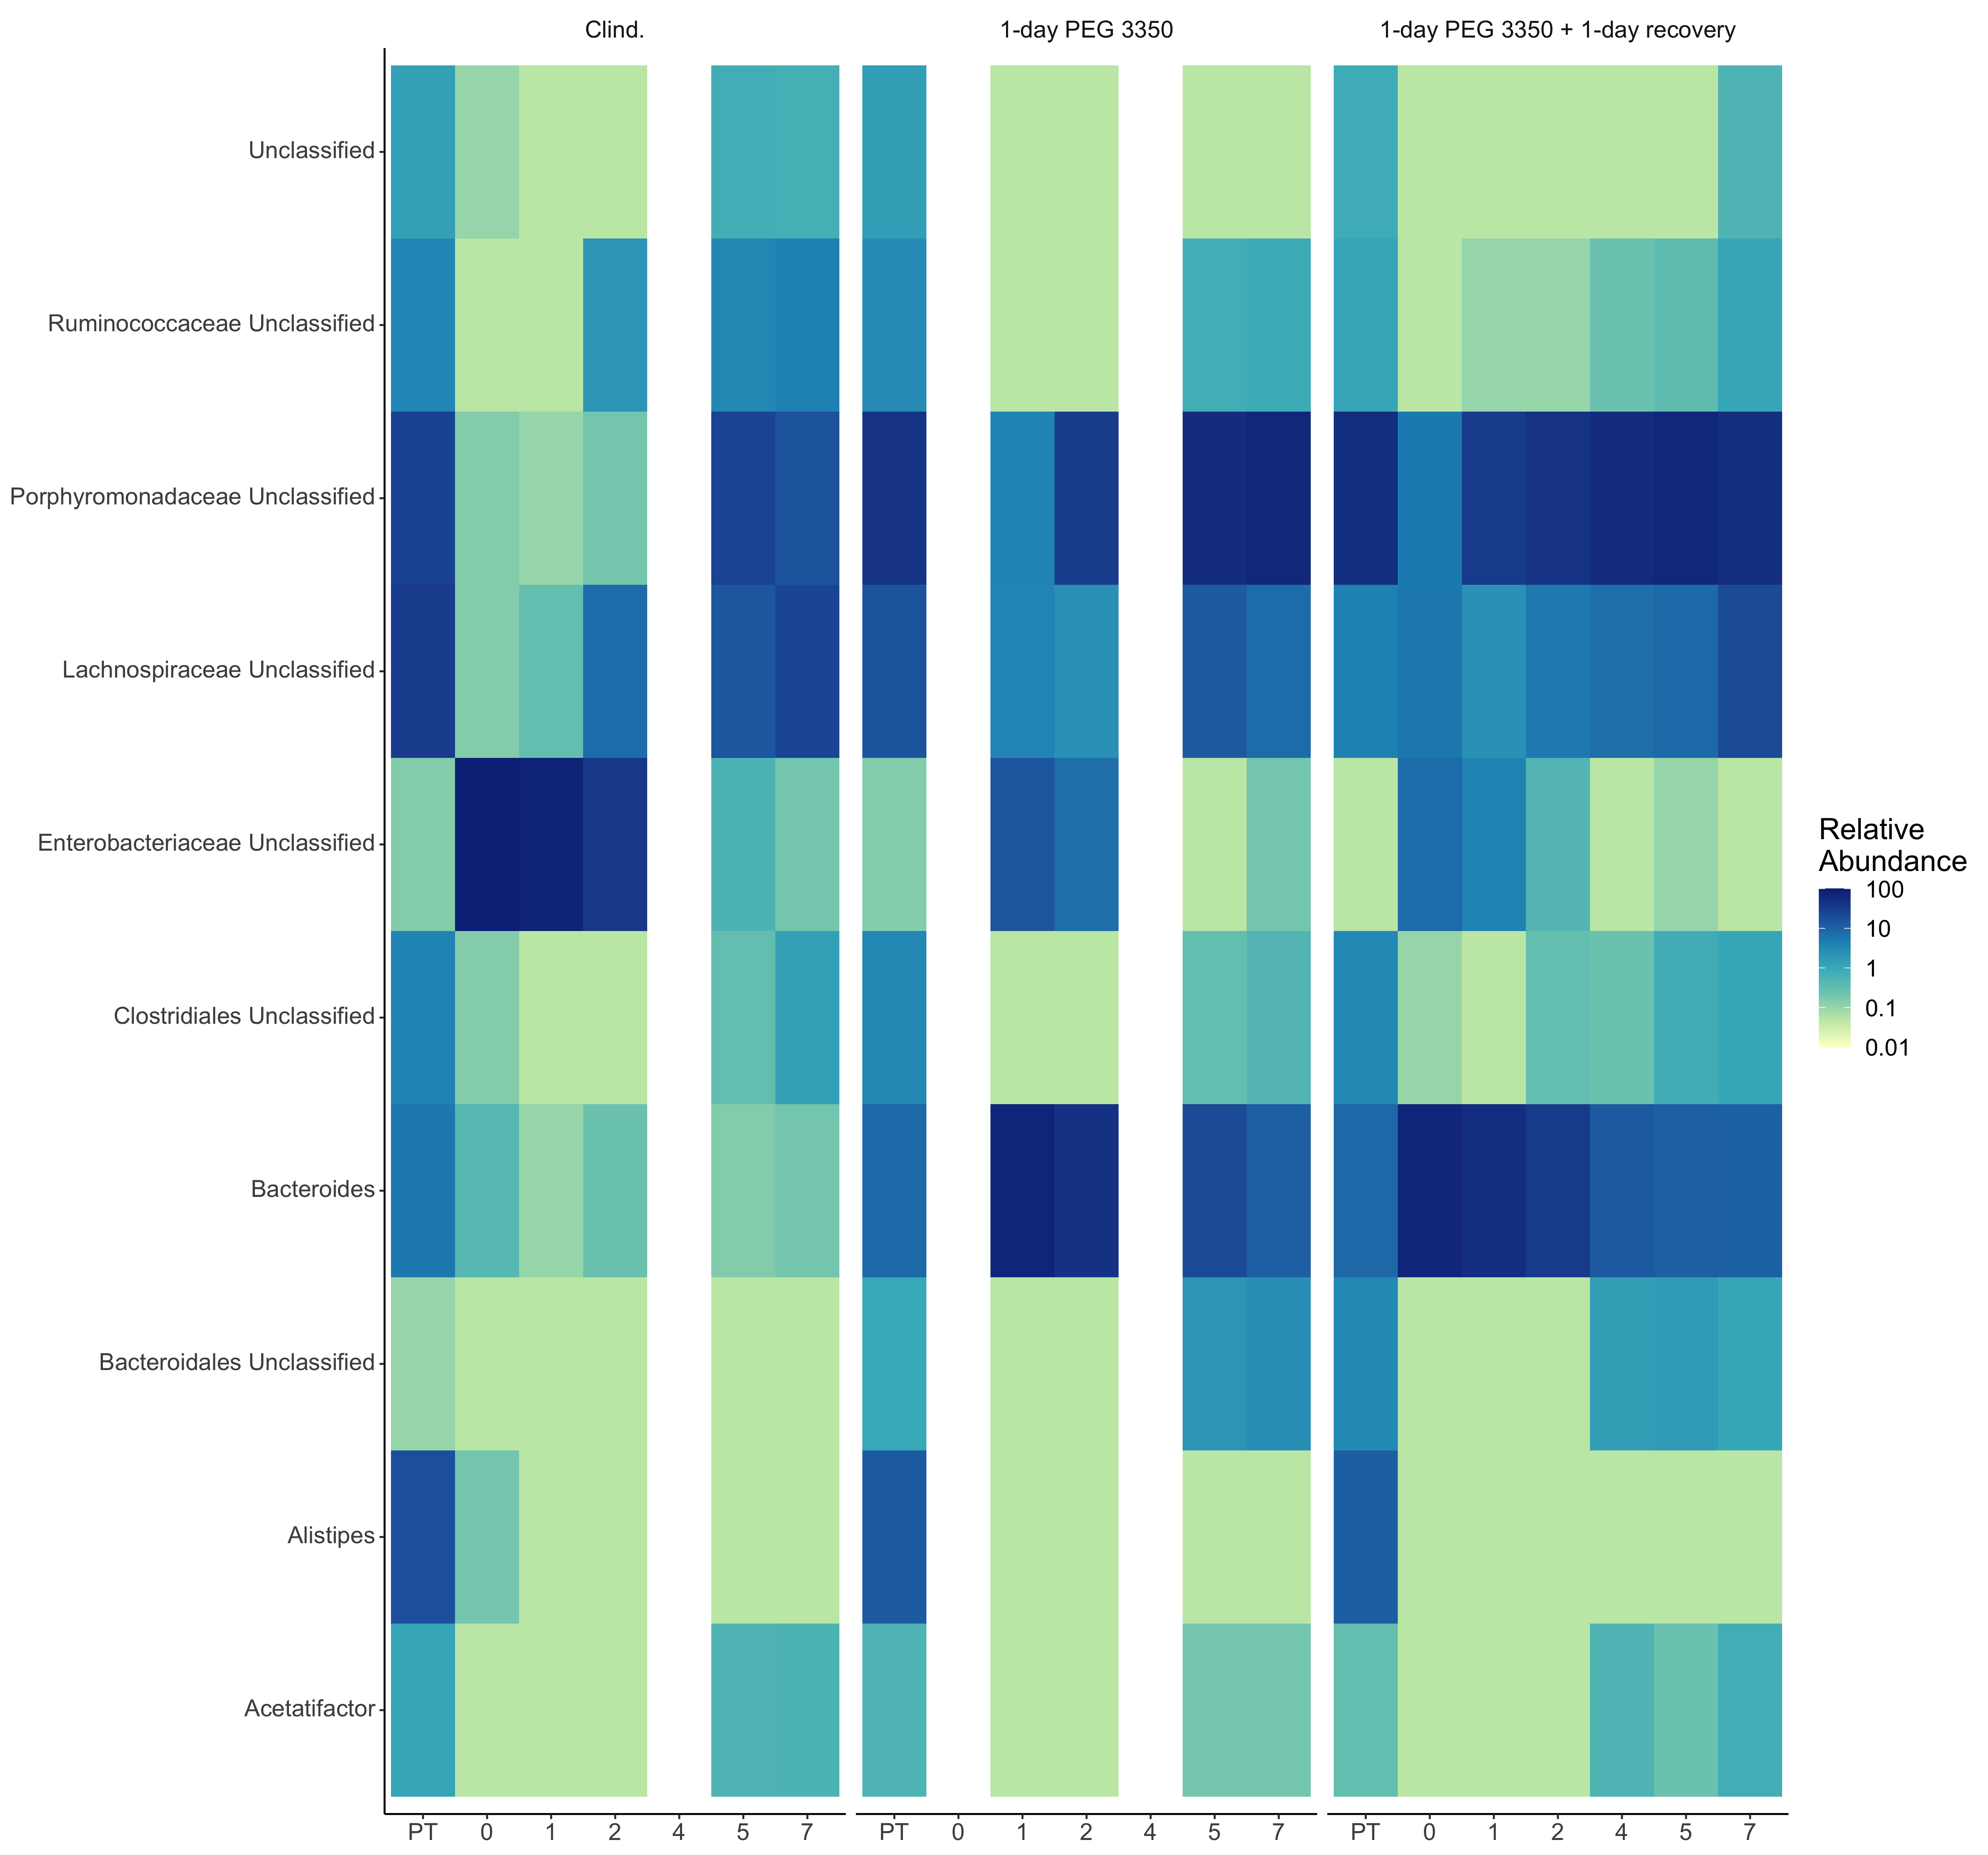 Clind. 1-day PEG 3350 1-day PEG 3350 + 1-day recovery
Unclassified
Ruminococcaceae Unclassified
Porphyromonadaceae Unclassified
Lachnospiraceae Unclassified
Enterobacteriaceae Unclassified
Clostridiales Unclassified
Bacteroides
Bacteroidales Unclassified
Alistipes
Acetatifactor
PT 0 1 2 4 5 7 PT 0 1 2 4 5 7 PT 0 1 2 4 5 7
Relative
Abundance
100
10
1
0.1
0.01